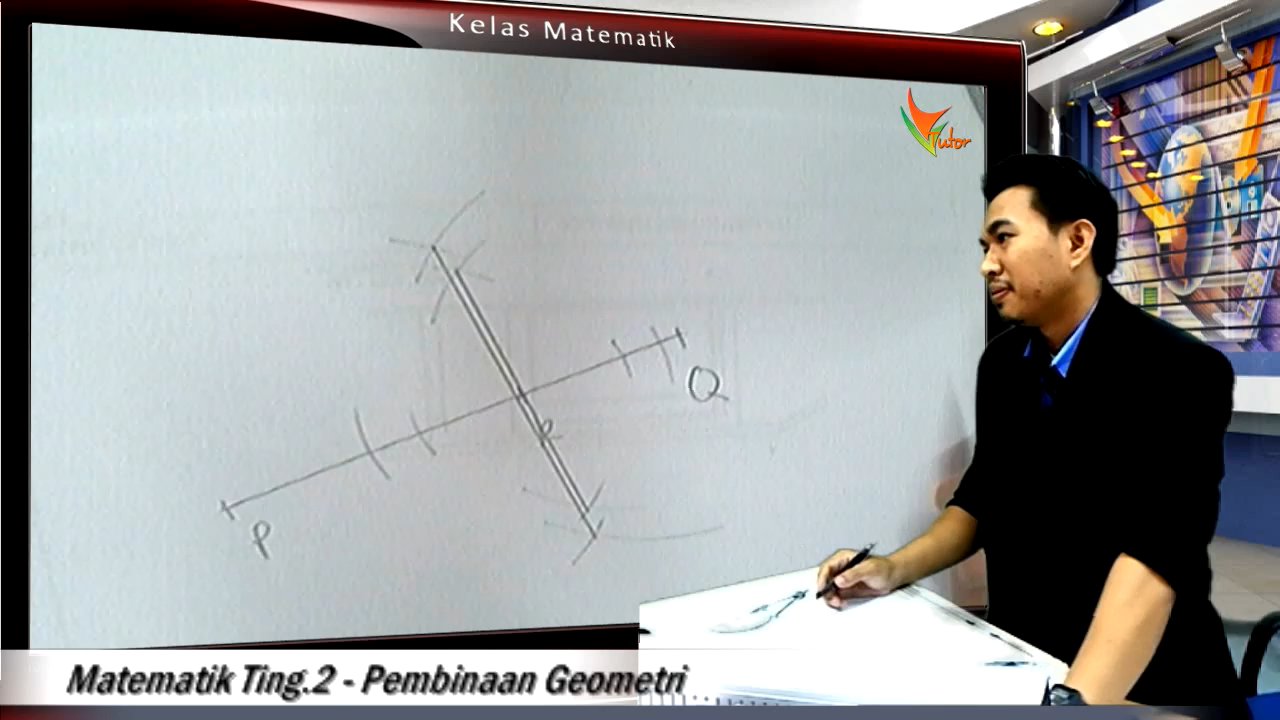 Kelas Matematik
Tutor
Q
R
P
Matematik Ting.2 - Pembinaan Geometri